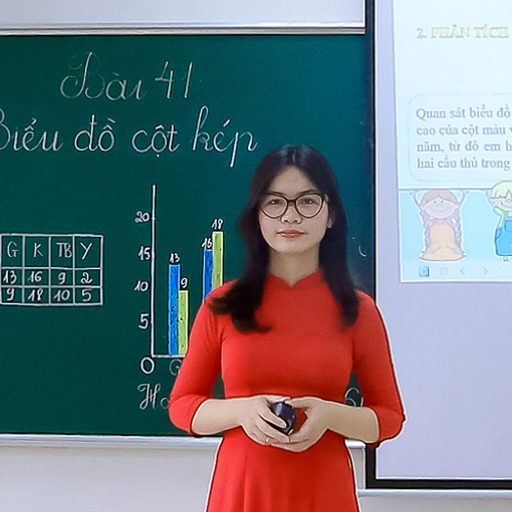 Bài 41
Biểu đồ cột kép
G K TB Y
13 16 9 2
9 18 10 5
20
15
10
5
O
13
9
16
18
2. PHÂN TÍCH
Quan sát biểu đồ
cao của cột màu
năm, từ đó em h
hai cầu thủ trong